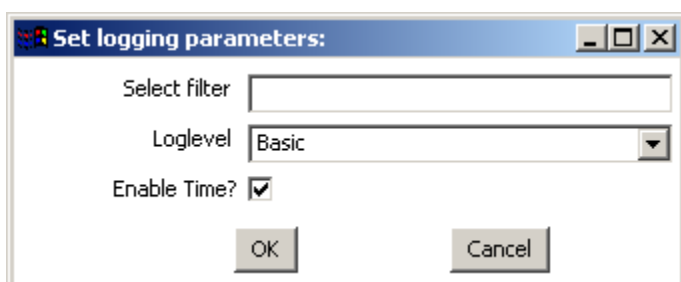 Set logging parameters:
Select filter
Loglevel Basic
Enable Time?
OK Cancel